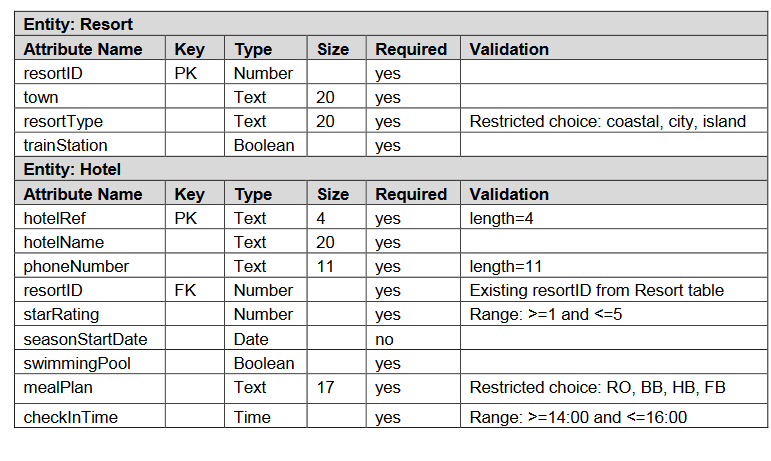 Entity: Resort
Attribute Name Key Type Size Required Validation
resortID PK Number yes
town Text 20 yes
resortType Text 20 yes Restricted choice: coastal, city, island
trainStation Boolean yes
Entity: Hotel
Attribute Name Key Type Size Required Validation
hotelRef PK Text 4 yes length=4
hotelName Text 20 yes
phoneNumber Text 11 yes length=11
resortID FK Number yes Existing resortID from Resort table
starRating Number yes Range: >=1 and <=5
seasonStartDate Date no
swimmingPool Boolean yes
mealPlan Text 17 yes Restricted choice: RO, BB, HB, FB
checkInTime Time yes Range: >=14:00 and <=16:00